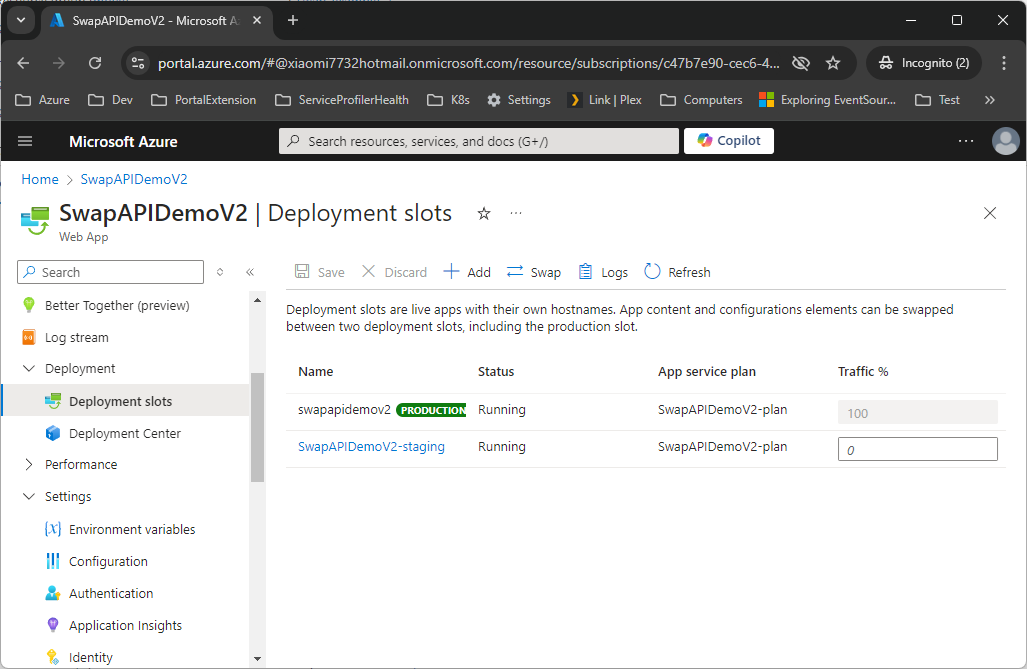 SwapAPIDemoV2 - Microsoft A
portal.azure.com/#@xiaomi7732hotmail.onmicrosoft.com/resource/subscriptions/c47b7e90-cec6-4...
Incognito (2)
Azure
Dev
PortalExtension
ServiceProfilerHealth
K8s
Settings
Link | Plex
Computers
Exploring EventSour...
Test
Microsoft Azure
Search resources, services, and docs (G+/)
Copilot
Home > SwapAPIDemoV2
SwapAPIDemoV2 | Deployment slots
Web App
Search
Better Together (preview)
Log stream
Deployment
Deployment slots
Deployment Center
Performance
Settings
Environment variables
Configuration
Authentication
Application Insights
Identity
Save
Discard
Add
Swap
Logs
Refresh
Deployment slots are live apps with their own hostnames. App content and configurations elements can be swapped
between two deployment slots, including the production slot.
Name Status App service plan Traffic %
swapapidemov2 PRODUCTION Running SwapAPIDemoV2-plan 100
SwapAPIDemoV2-staging Running SwapAPIDemoV2-plan 0